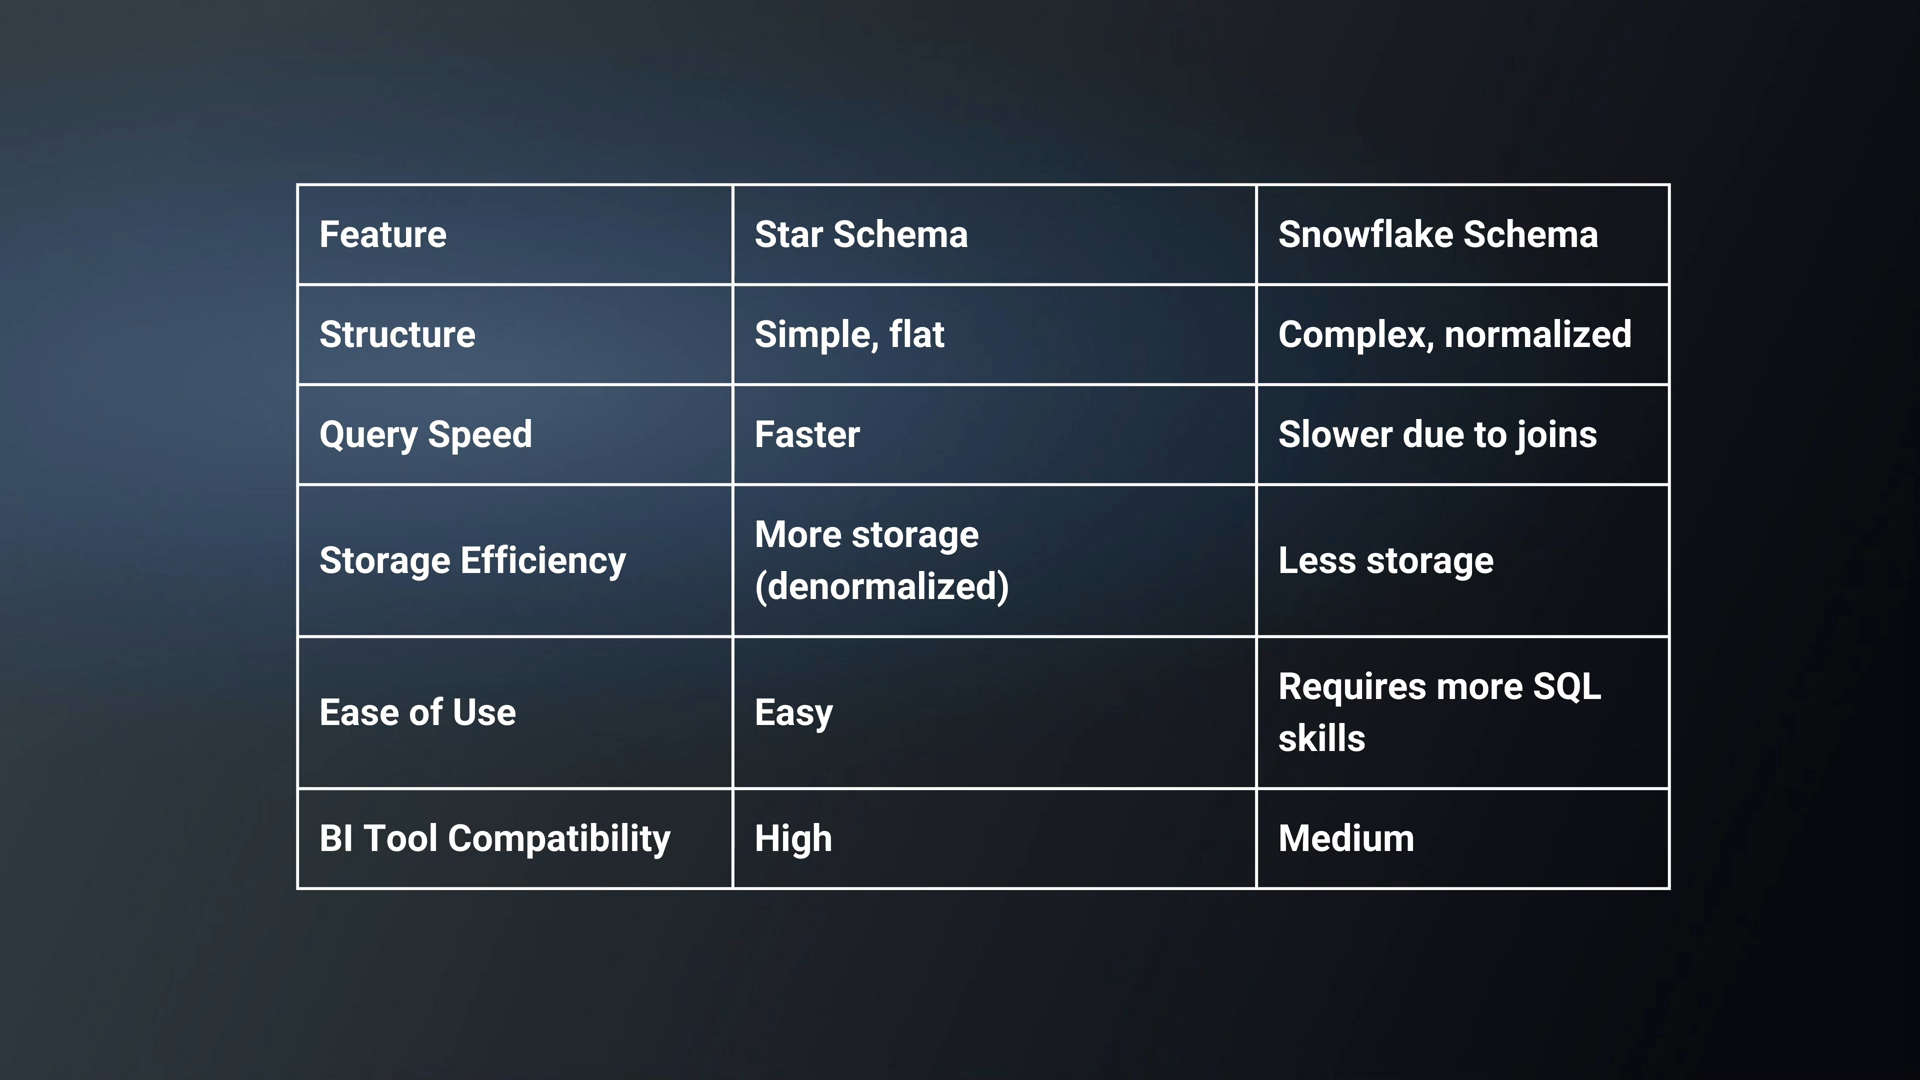 Feature
Star Schema
Snowflake Schema
Structure
Simple, flat
Complex, normalized
Query Speed
Faster
Slower due to joins
Storage Efficiency
More storage
(denormalized)
Less storage
Ease of Use
Easy
Requires more SQL
skills
BI Tool Compatibility
High
Medium